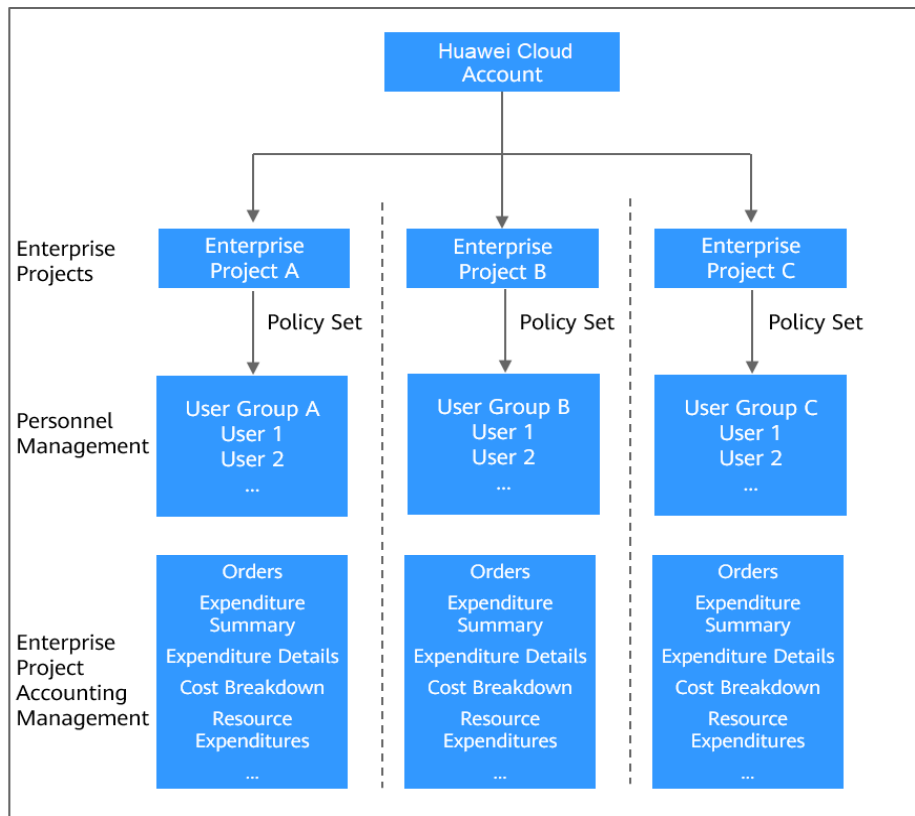 Huawei Cloud
Account
Enterprise
Projects
Enterprise
Project A
Enterprise
Project B
Enterprise
Project C
Policy Set
Policy Set
Policy Set
Personnel
Management
User Group A
User 1
User 2
...
User Group B
User 1
User 2
...
User Group C
User 1
User 2
...
Enterprise
Project
Accounting
Management
Orders
Expenditure
Summary
Expenditure Details
Cost Breakdown
Resource
Expenditures
...
Orders
Expenditure
Summary
Expenditure Details
Cost Breakdown
Resource
Expenditures
...
Orders
Expenditure
Summary
Expenditure Details
Cost Breakdown
Resource
Expenditures
...